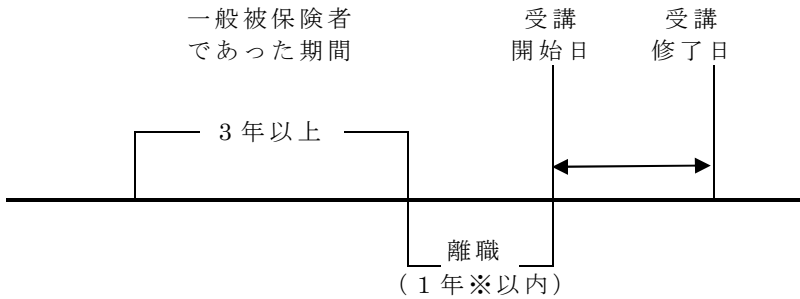 一般被保険者
であった期間
受講
開始日
受講
修了日
3年以上
離職
(1年※以内)